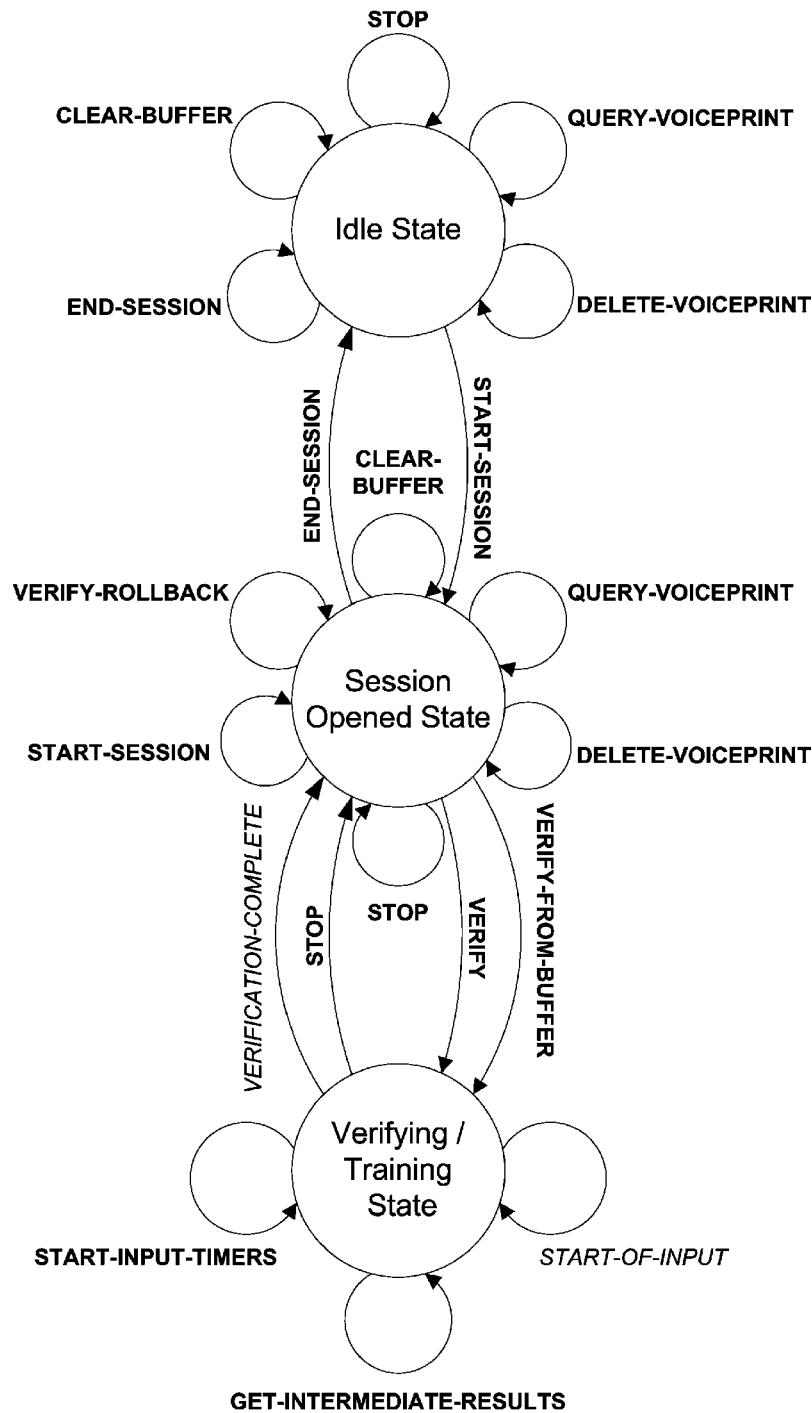 STOP
CLEAR-BUFFER
QUERY-VOICEPRINT
Idle State
END-SESSION
DELETE-VOICEPRINT
END-SESSION
START-SESSION
CLEAR-
BUFFER
VERIFY-ROLLBACK
QUERY-VOICEPRINT
Session
Opened State
START-SESSION
DELETE-VOICEPRINT
VERIFICATION-COMPLETE
STOP
STOP
VERIFY
VERIFY-FROM-BUFFER
Verifying /
Training
State
START-INPUT-TIMERS
START-OF-INPUT
GET-INTERMEDIATE-RESULTS